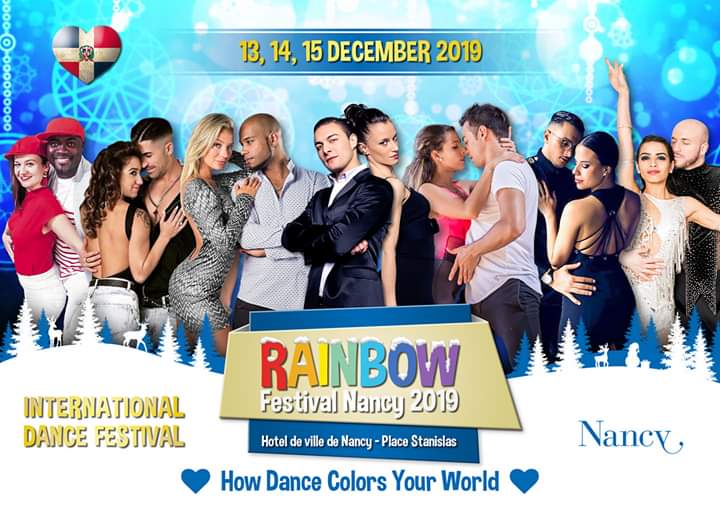 13, 14, 15 DECEMBER 2019
RAINBOW
Festival Nancy 2019
INTERNATIONAL
DANCE FESTIVAL
Hotel de ville de Nancy - Place Stanislas
Nancy
How Dance Colors Your World